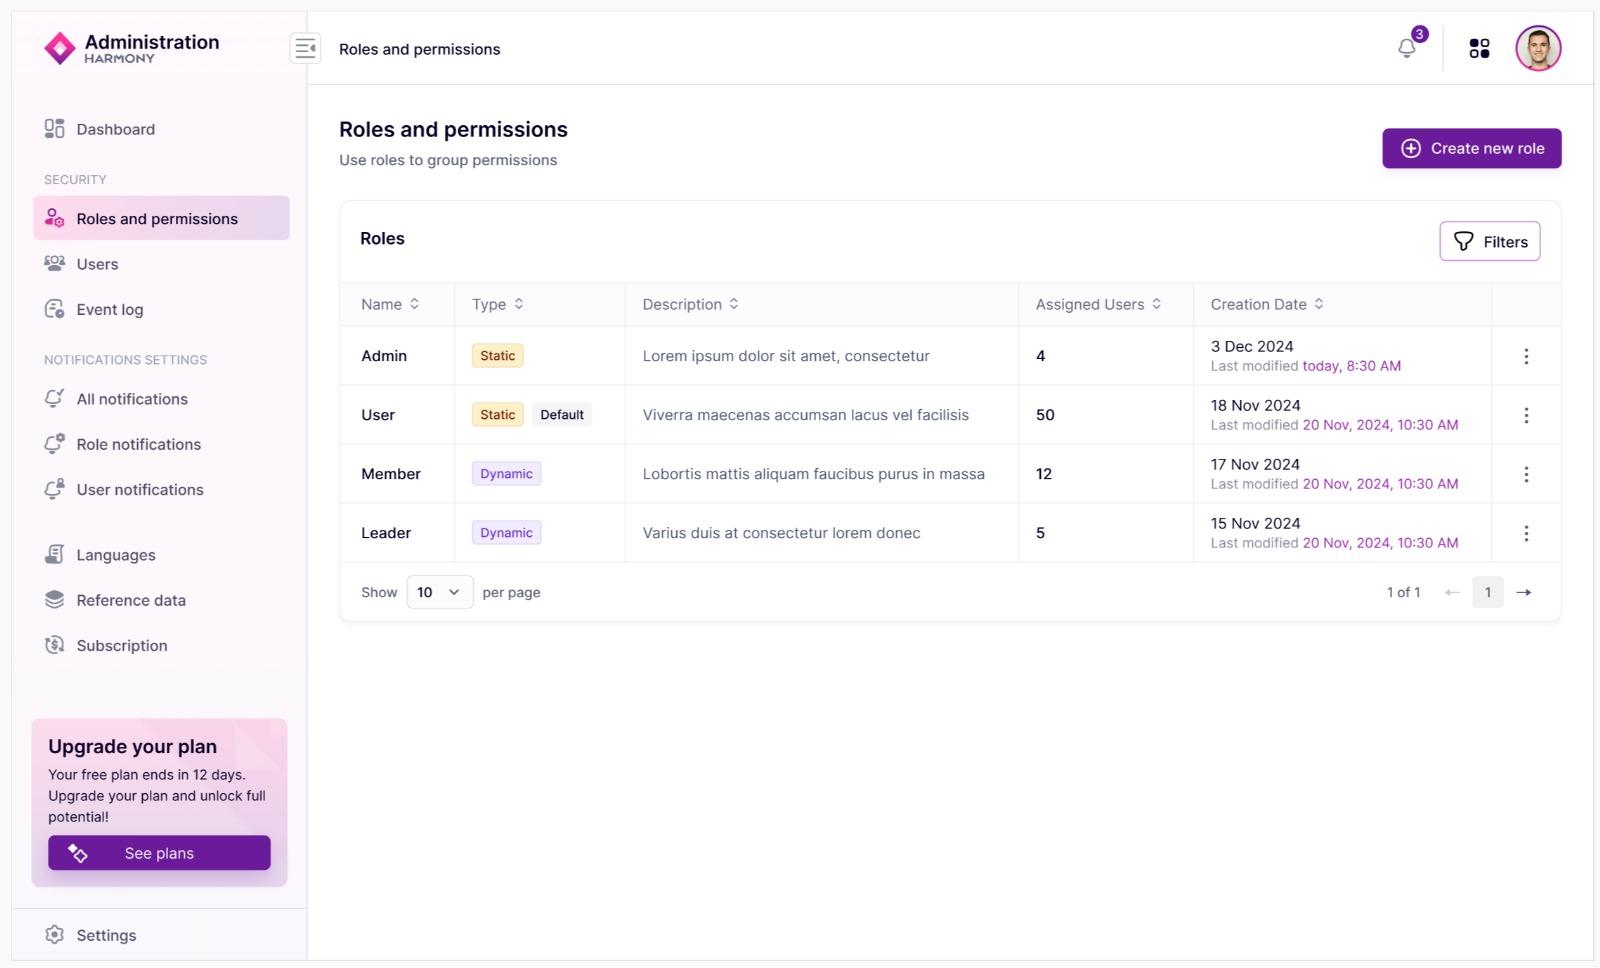 Administration
HARMONY
Dashboard
SECURITY
Roles and permissions
Users
Event log
NOTIFICATIONS SETTINGS
All notifications
Role notifications
User notifications
Languages
Reference data
Subscription
Upgrade your plan
Your free plan ends in 12 days.
Upgrade your plan and unlock full
potential!
See plans
Settings
Roles and permissions
3
Roles and permissions
Use roles to group permissions
Create new role
Roles
Filters
Name Type Description Assigned Users Creation Date
Admin Static Lorem ipsum dolor sit amet, consectetur 4 3 Dec 2024
Last modified today, 8:30 AM
User Static Default Viverra maecenas accumsan lacus vel facilisis 50 18 Nov 2024
Last modified 20 Nov, 2024, 10:30 AM
Member Dynamic Lobortis mattis aliquam faucibus purus in massa 12 17 Nov 2024
Last modified 20 Nov, 2024, 10:30 AM
Leader Dynamic Varius duis at consectetur lorem donec 5 15 Nov 2024
Last modified 20 Nov, 2024, 10:30 AM
Show 10 per page 1 of 1 1